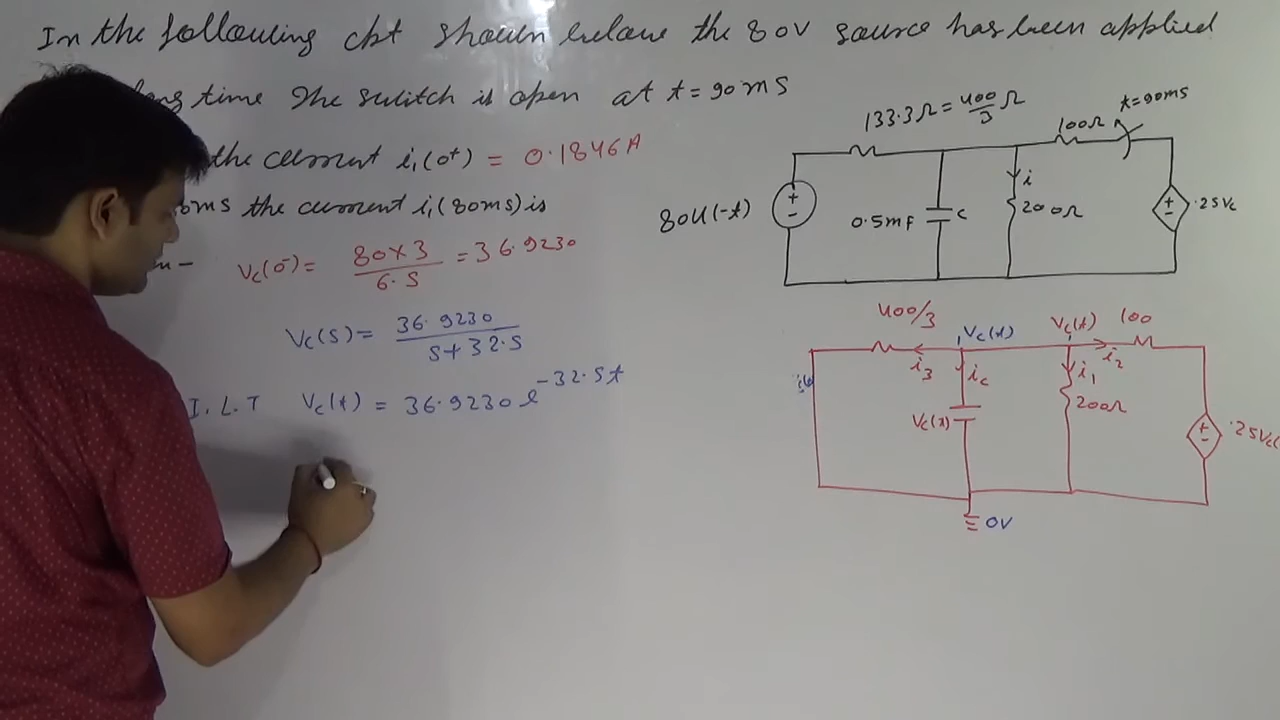 In the following ckt shown below the 80V source has been applied
long time The switch is open at t = 90ms
the current i₁(0⁺) = 0.1846A
0ms the current i₁(80ms) is
Vc(0⁻) = 80×3/6.5 = 36.9230
Vc(S) = 36.9230/S+32.5
I.L.T Vc(t) = 36.9230 e^-32.5t
133.3Ω = 400/3 Ω
100Ω
t=90ms
80U(-t)
+
-
0.5mF
C
i
200Ω
+
-
.25Vc
400/3
Vc(t)
Vc(t)
100
i₃
ic
i₁
i₂
200Ω
Vc(t)
+
-
.25Vc(
0V